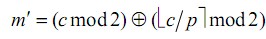 m′ = (c mod 2) ⊕ (⌊c/p⌉ mod 2)